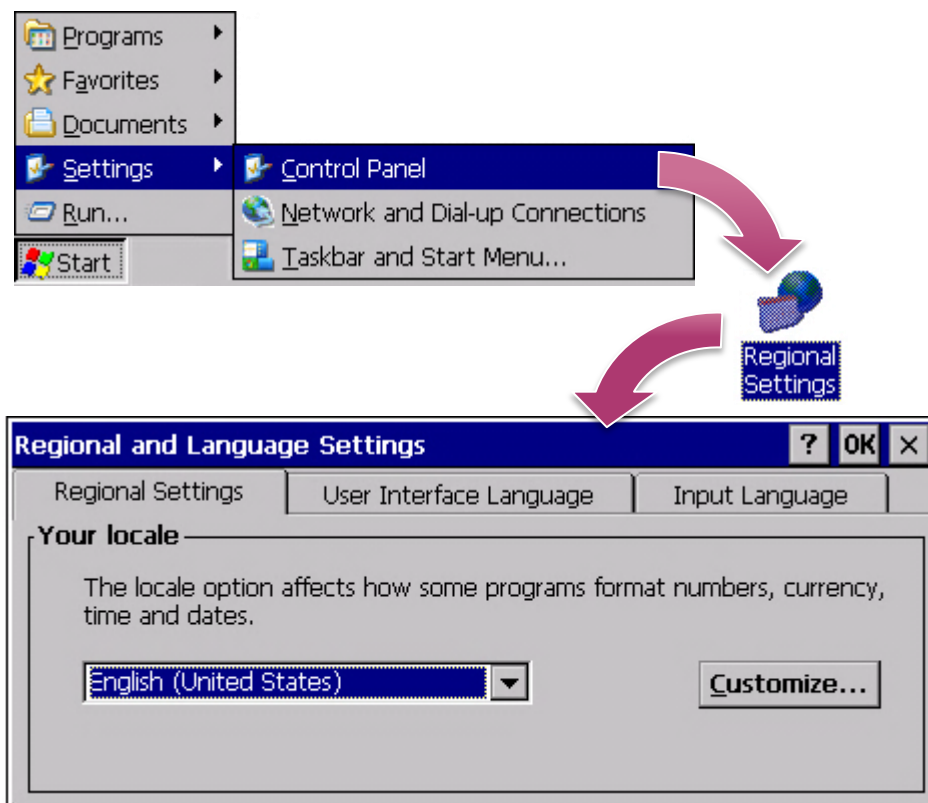 Programs
Favorites
Documents
Settings
Control Panel
Run...
Network and Dial-up Connections
Start
Taskbar and Start Menu...
Regional
Settings
Regional and Language Settings
? OK ×
Regional Settings
User Interface Language
Input Language
Your locale
The locale option affects how some programs format numbers, currency,
time and dates.
English (United States)
Customize...